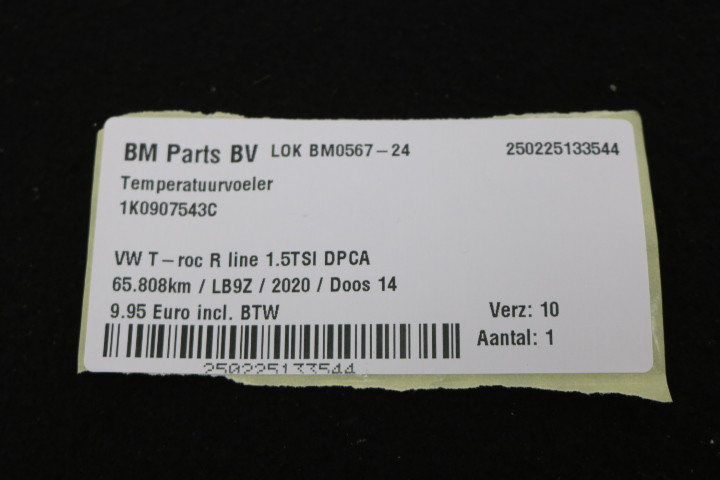 BM Parts BV LOK BM0567-24 250225133544
Temperatuurvoeler
1K0907543C
VW T-roc R line 1.5TSI DPCA
65.808km / LB9Z / 2020 / Doos 14
9.95 Euro incl. BTW Verz: 10
Aantal: 1
250225133544